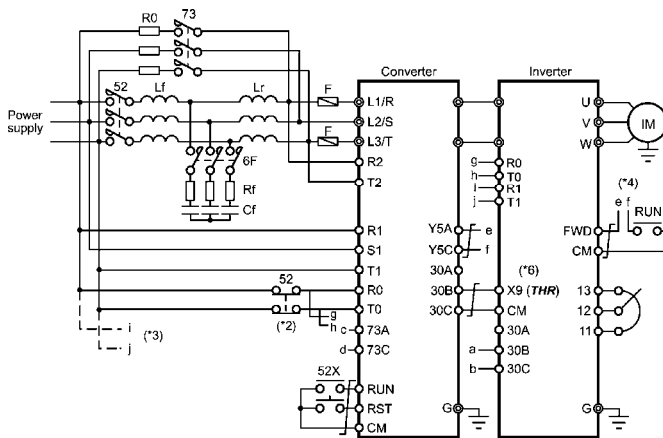 73
R0
Converter
Inverter
52
Lf
Lr
F
Power
supply
L1/R
L2/S
L3/T
F
R2
T2
6F
Rf
Cf
U
V
W
IM
g
h
i
j
R0
T0
R1
T1
(*4)
e f
RUN
R1
S1
T1
R0
T0
73A
73C
Y5A
Y5C
30A
30B
30C
e
f
FWD
CM
(*6)
X9 (THR)
CM
30A
30B
30C
a
b
13
12
11
52
(*2)
g
h
c
d
i
j
(*3)
52X
RUN
RST
CM
G
G